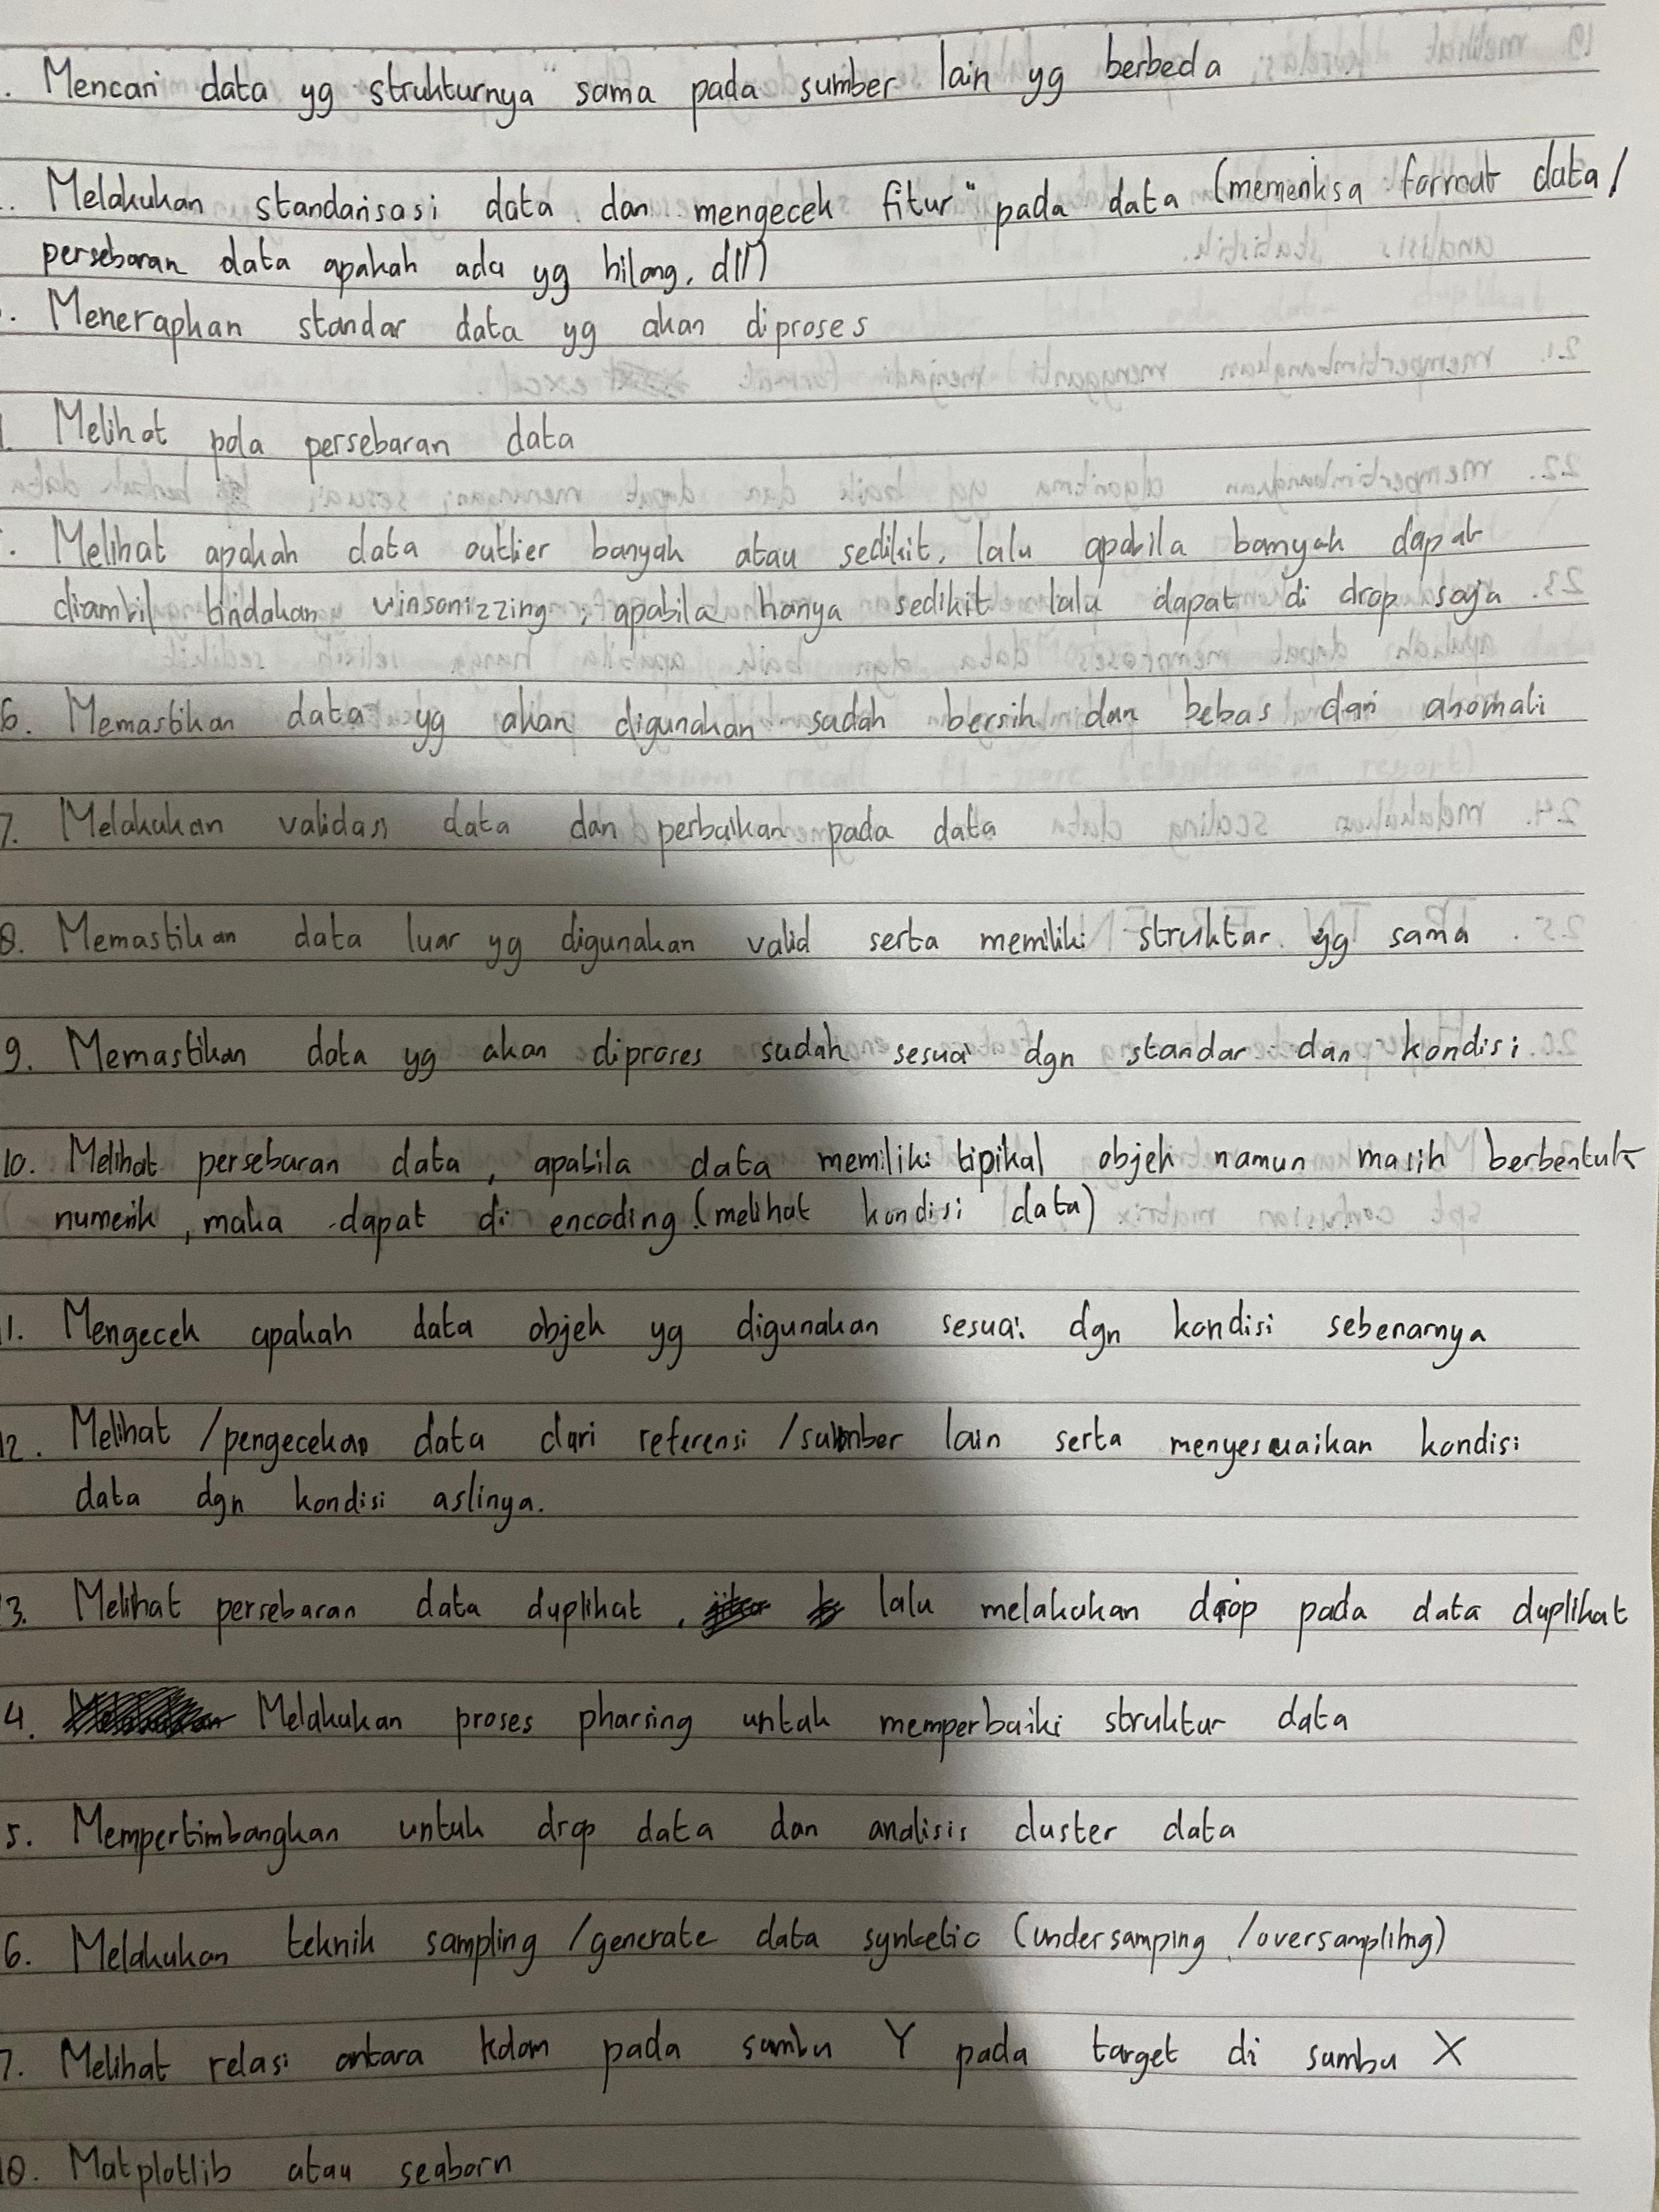 . Mencari data yg strukturnya" sama pada sumber lain yg berbeda
. Melakukan standarisasi data dan mengecek fitur" pada data (memeriksa format data/
persebaran data apakah ada yg hilang, dll)
. Menerapkan standar data yg akan diproses
. Melihat pola persebaran data
. Melihat apakah data outlier banyak atau sedikit, lalu apabila banyak dapat
diambil tindakan winsonizzing, apabila hanya sedikit lalu dapat di drop saja
6. Memastikan data yg akan digunakan sudah bersih dan bebas dari anomali
7. Melakukan validasi data dan perbaikan pada data
8. Memastikan data luar yg digunakan valid serta memiliki struktur yg sama
9. Memastikan data yg akan diproses sudah sesuai dgn standar dan kondisi
10. Melihat persebaran data, apabila data memiliki tipikal objek namun masih berbentuk
numerik, maka dapat di encoding (melihat kondisi data)
1. Mengecek apakah data objek yg digunakan sesuai dgn kondisi sebenarnya
12. Melihat /pengecekan data dari referensi /sumber lain serta menyesuaikan kondisi
data dgn kondisi aslinya.
3. Melihat persebaran data duplikat, lalu melakukan drop pada data duplikat
4. Melakukan proses pharsing untuk memperbaiki struktur data
5. Mempertimbangkan untuk drop data dan analisis cluster data
6. Melakukan teknik sampling /generate data syntetic (undersamping /oversampling)
7. Melihat relasi antara kolom pada sumbu Y pada target di sumbu X
18. Matplotlib atau seaborn